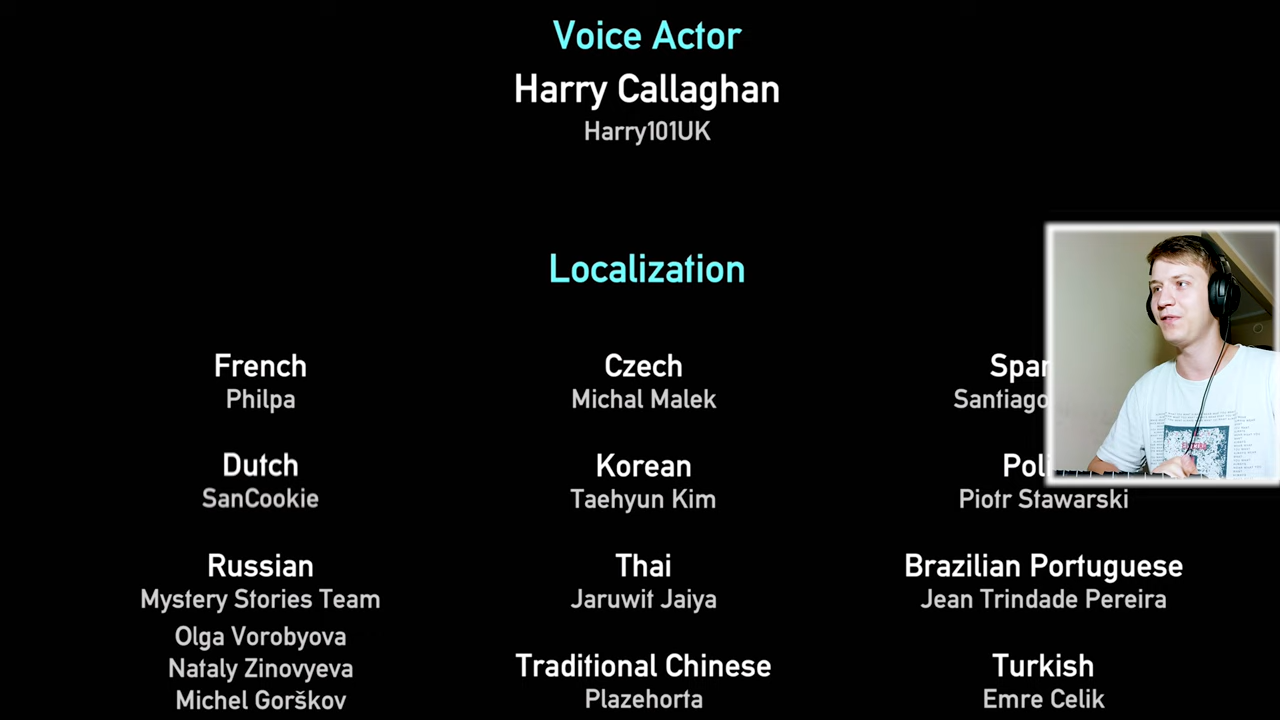 Voice Actor
Harry Callaghan
Harry101UK
Localization
French
Philpa
Czech
Michal Malek
Santiago
Dutch
SanCookie
Korean
Taehyun Kim
Piotr Stawarski
Russian
Mystery Stories Team
Olga Vorobyova
Nataly Zinovyeva
Michel Gorškov
Thai
Jaruwit Jaiya
Brazilian Portuguese
Jean Trindade Pereira
Traditional Chinese
Plazehorta
Turkish
Emre Celik